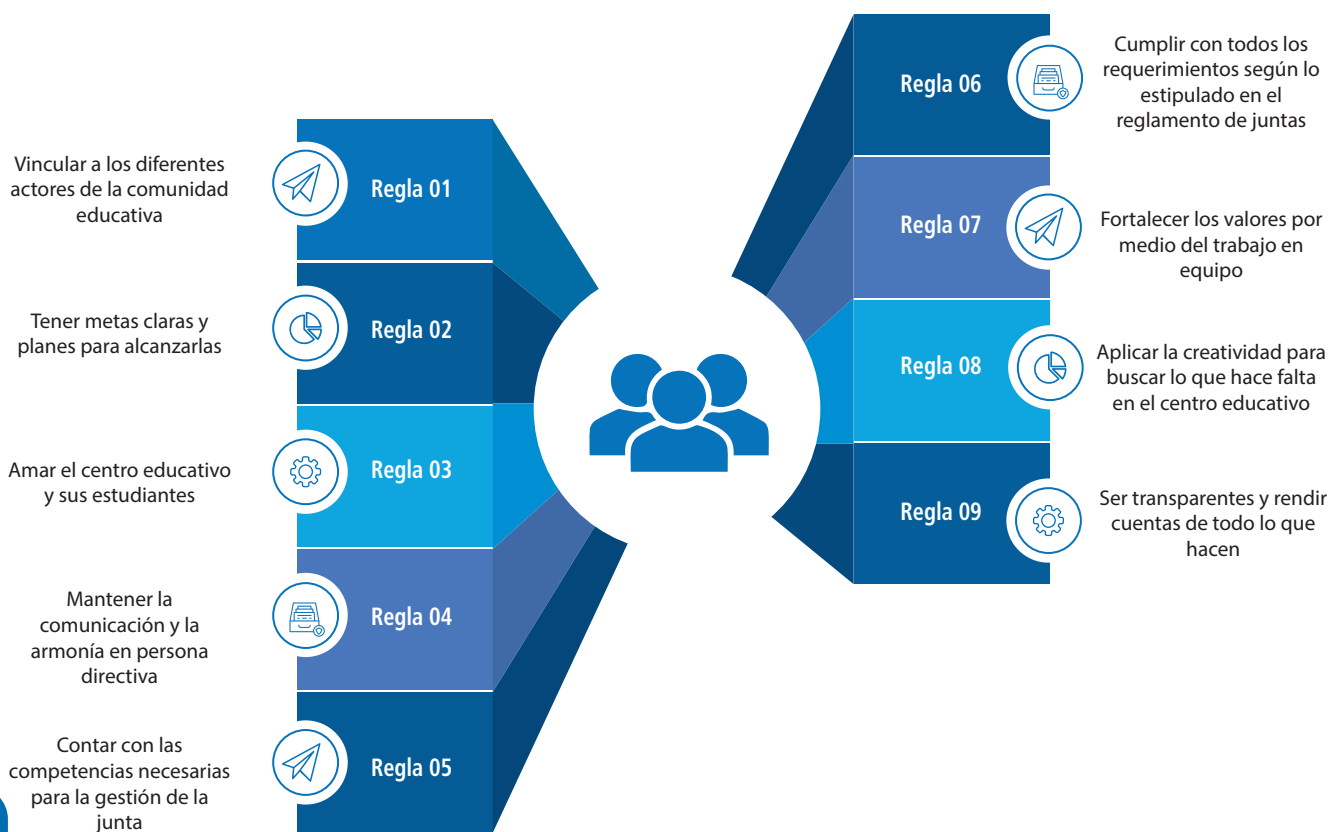 Vincular a los diferentes
actores de la comunidad
educativa
Regla 01
Tener metas claras y
planes para alcanzarlas
Regla 02
Amar el centro educativo
y sus estudiantes
Regla 03
Mantener la
comunicación y la
armonía en persona
directiva
Regla 04
Contar con las
competencias necesarias
para la gestión de la
junta
Regla 05
Regla 06
Cumplir con todos los
requerimientos según lo
estipulado en el
reglamento de juntas
Regla 07
Fortalecer los valores por
medio del trabajo en
equipo
Regla 08
Aplicar la creatividad para
buscar lo que hace falta
en el centro educativo
Regla 09
Ser transparentes y rendir
cuentas de todo lo que
hacen